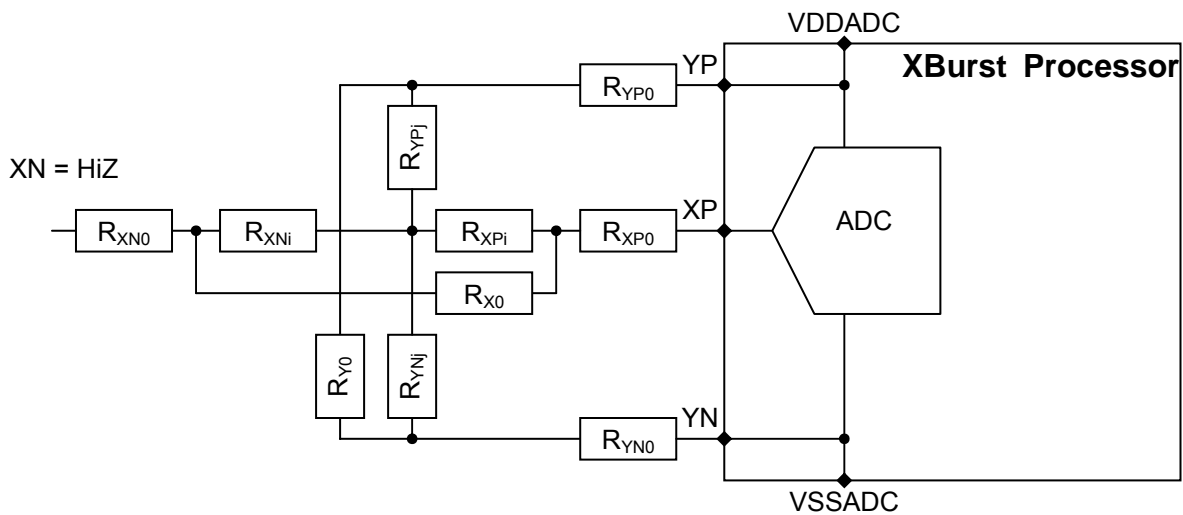 VDDADC
XBurst Processor
YP
R_YP0
R_YPj
XN = HiZ
XP
ADC
R_XN0
R_XNi
R_XPi
R_XP0
R_X0
R_Y0
R_YNj
YN
R_YN0
VSSADC